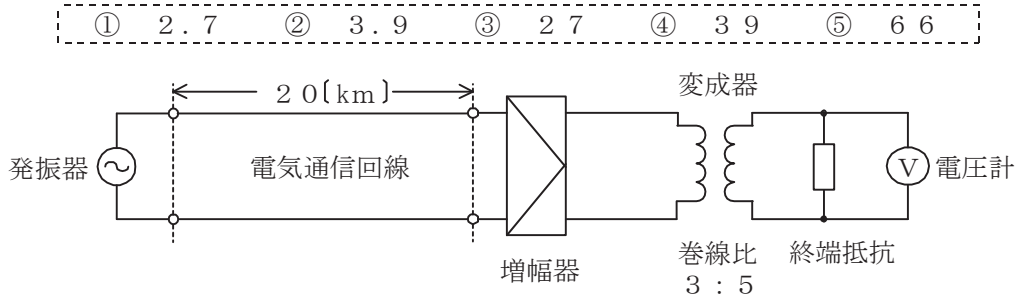 ① 2.7 ② 3.9 ③ 27 ④ 39 ⑤ 66
20〔km〕
変成器
発振器
電気通信回線
V 電圧計
増幅器
巻線比
3:5
終端抵抗